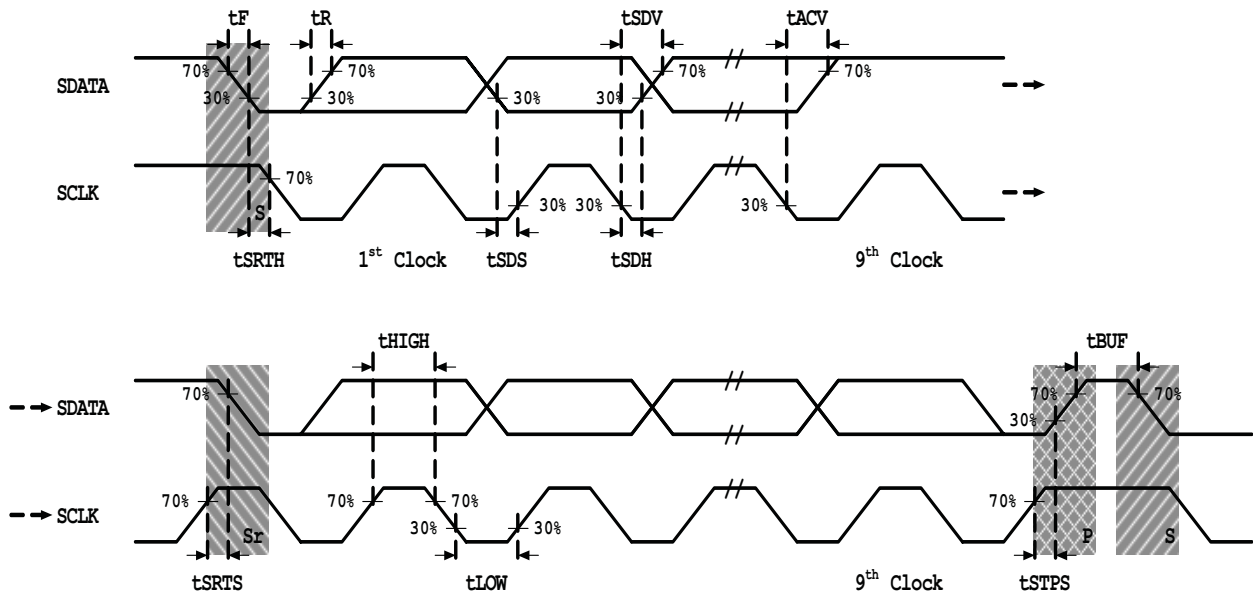 tF tR tSDV tACV
70% 70% 70% 70%
SDATA
30% 30% 30% 30%
SCLK
70%
30% 30% 30%
S
tSRTH 1st Clock tSDS tSDH 9th Clock
tHIGH tBUF
70% 70% 70%
SDATA
30%
70% 70% 70% 70%
SCLK
30% 30%
Sr P S
tSRTS tLOW 9th Clock tSTPS